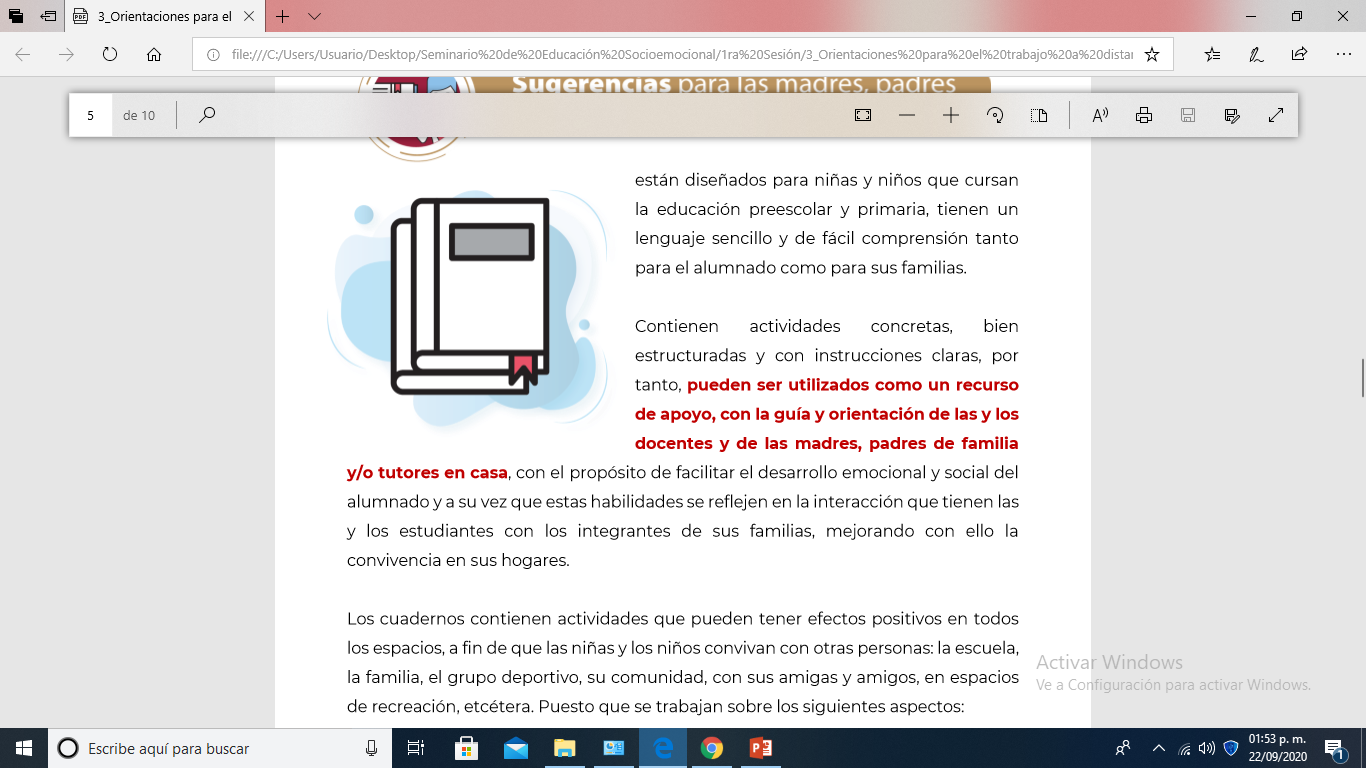 3_Orientaciones para el
file:///C:/Users/Usuario/Desktop/Seminario%20de%20Educación%20Socioemocional/1ra%20Sesión/3_Orientaciones%20para%20el%20trabajo%20a%20distan
Sugerencias para las madres, padres
5 de 10
están diseñados para niñas y niños que cursan
la educación preescolar y primaria, tienen un
lenguaje sencillo y de fácil comprensión tanto
para el alumnado como para sus familias.
Contienen actividades concretas, bien
estructuradas y con instrucciones claras, por
tanto, pueden ser utilizados como un recurso
de apoyo, con la guía y orientación de las y los
docentes y de las madres, padres de familia
y/o tutores en casa, con el propósito de facilitar el desarrollo emocional y social del
alumnado y a su vez que estas habilidades se reflejen en la interacción que tienen las
y los estudiantes con los integrantes de sus familias, mejorando con ello la
convivencia en sus hogares.
Los cuadernos contienen actividades que pueden tener efectos positivos en todos
los espacios, a fin de que las niñas y los niños convivan con otras personas: la escuela,
la familia, el grupo deportivo, su comunidad, con sus amigas y amigos, en espacios
de recreación, etcétera. Puesto que se trabajan sobre los siguientes aspectos:
Activar Windows
Ve a Configuración para activar Windows.
Escribe aquí para buscar
01:53 p. m.
22/09/2020
1